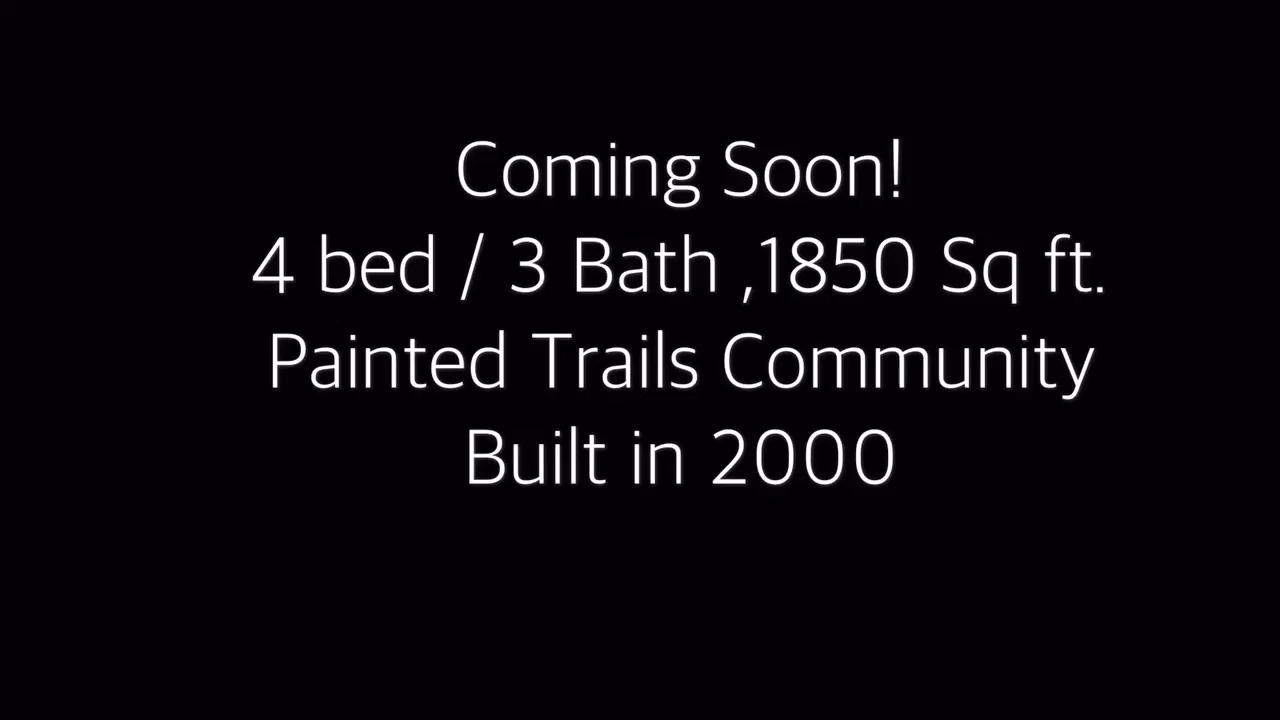 Coming Soon!
4 bed / 3 Bath ,1850 Sq ft.
Painted Trails Community
Built in 2000